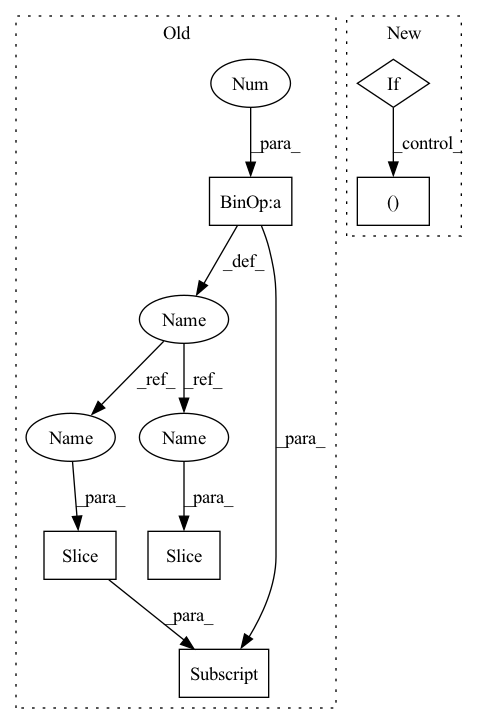 Old
New
Num
If
_para_
_control_
BinOp:a
()
_def_
Name
_ref_
_ref_
Name
Name
_para_
_para_
_para_
Slice
Slice
_para_
Subscript